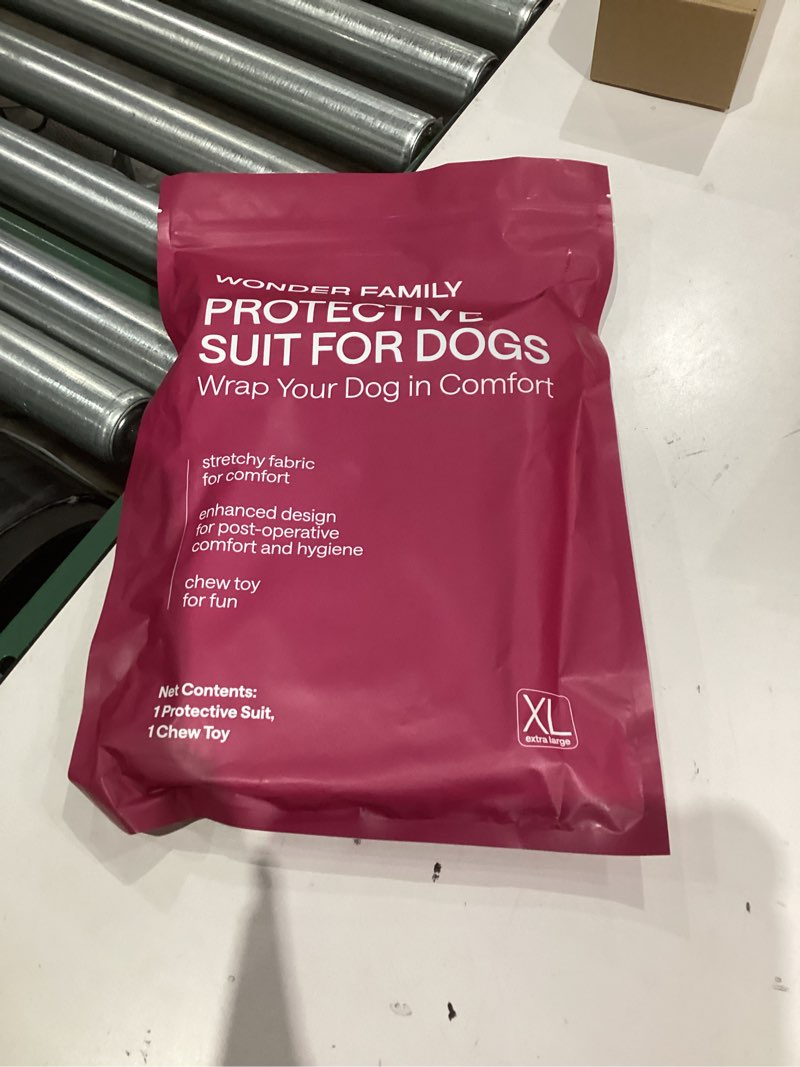 WONDER FAMILY
PROTECTIVE
SUIT FOR DOGS
Wrap Your Dog in Comfort
stretchy fabric
for comfort
enhanced design
for post-operative
comfort and hygiene
chew toy
for fun
Net Contents:
1 Protective Suit,
1 Chew Toy
XL
extra large